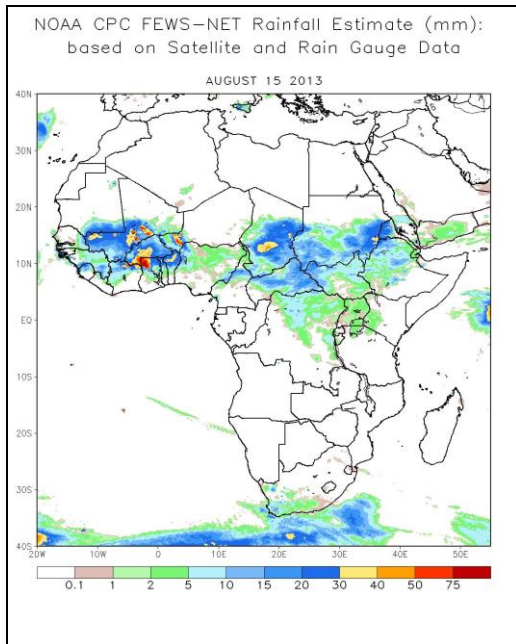 NOAA CPC FEWS-NET Rainfall Estimate (mm):
based on Satellite and Rain Gauge Data
AUGUST 15 2013
40N
30N
20N
10N
EQ
10S
20S
30S
40S
20W 10W 0 10E 20E 30E 40E 50E
0.1 1 2 5 10 15 20 30 40 50 75